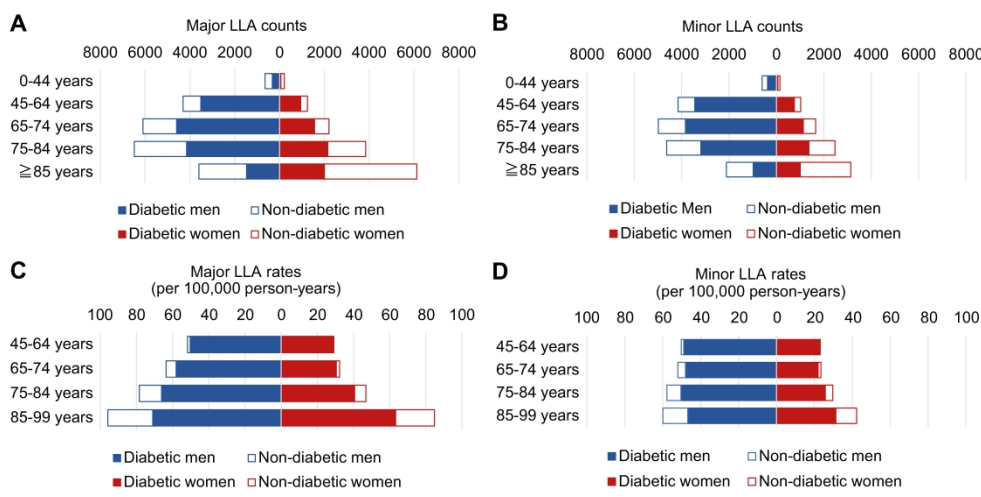 A
Major LLA counts
8000 6000 4000 2000 0 2000 4000 6000 8000
0-44 years
45-64 years
65-74 years
75-84 years
≧85 years
Diabetic men Non-diabetic men
Diabetic women Non-diabetic women
B
Minor LLA counts
8000 6000 4000 2000 0 2000 4000 6000 8000
0-44 years
45-64 years
65-74 years
75-84 years
≧85 years
Diabetic Men Non-diabetic men
Diabetic women Non-diabetic women
C
Major LLA rates
(per 100,000 person-years)
100 80 60 40 20 0 20 40 60 80 100
45-64 years
65-74 years
75-84 years
85-99 years
Diabetic men Non-diabetic men
Diabetic women Non-diabetic women
D
Minor LLA rates
(per 100,000 person-years)
100 80 60 40 20 0 20 40 60 80 100
45-64 years
65-74 years
75-84 years
85-99 years
Diabetic men Non-diabetic men
Diabetic women Non-diabetic women